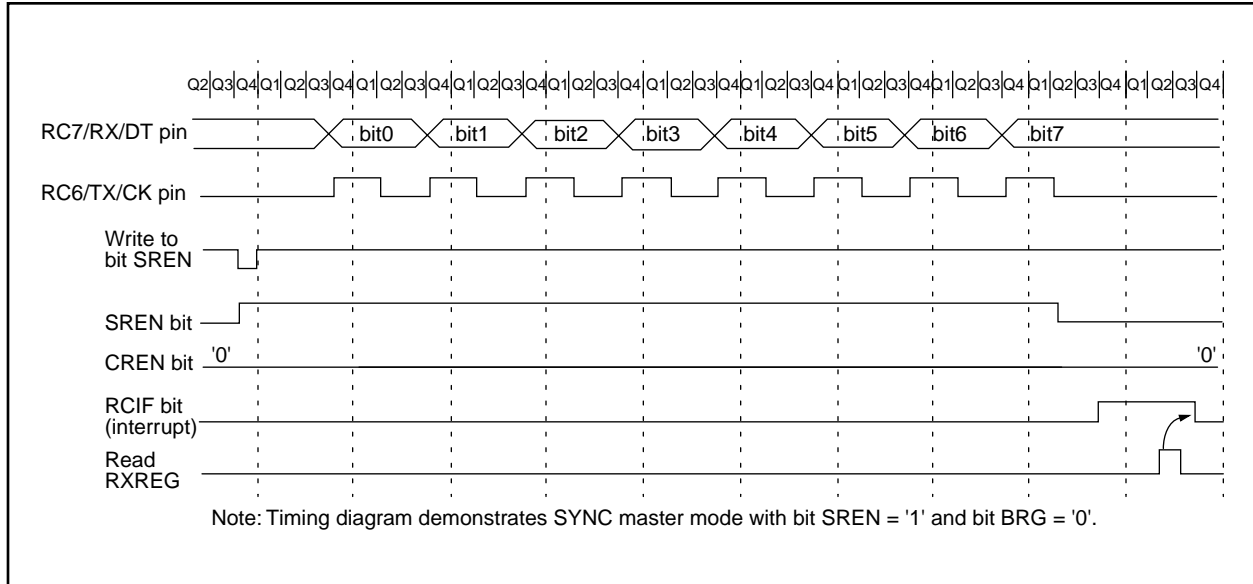 Q2 Q3 Q4 Q1 Q2 Q3 Q4 Q1 Q2 Q3 Q4 Q1 Q2 Q3 Q4 Q1 Q2 Q3 Q4 Q1 Q2 Q3 Q4 Q1 Q2 Q3 Q4 Q1 Q2 Q3 Q4 Q1 Q2 Q3 Q4 Q1 Q2 Q3 Q4 Q1 Q2 Q3 Q4
RC7/RX/DT pin bit0 bit1 bit2 bit3 bit4 bit5 bit6 bit7
RC6/TX/CK pin
Write to
bit SREN
SREN bit
CREN bit '0' '0'
RCIF bit
(interrupt)
Read
RXREG
Note: Timing diagram demonstrates SYNC master mode with bit SREN = '1' and bit BRG = '0'.